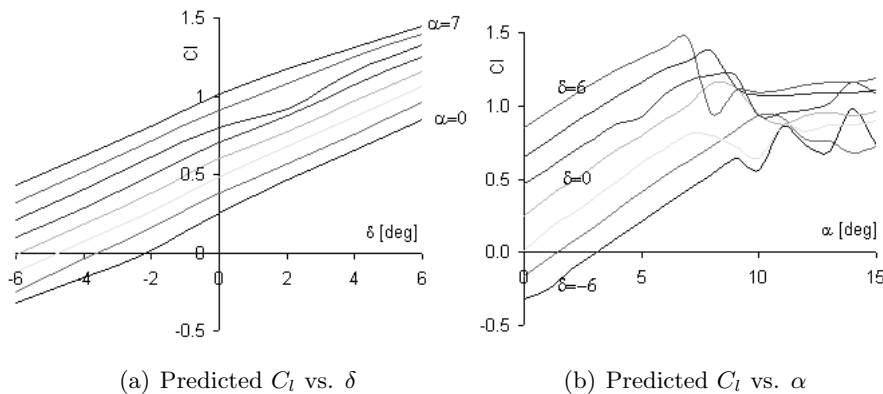 1.5
α=7
Cl
1
α=0
0.5
0
δ [deg]
-6 -4 -2 0 2 4 6
-0.5
(a) Predicted C_l vs. δ
1.5
Cl
δ=6
1.0
0.5
δ=0
α [deg]
0.0
0 5 10 15
δ=-6
-0.5
(b) Predicted C_l vs. α